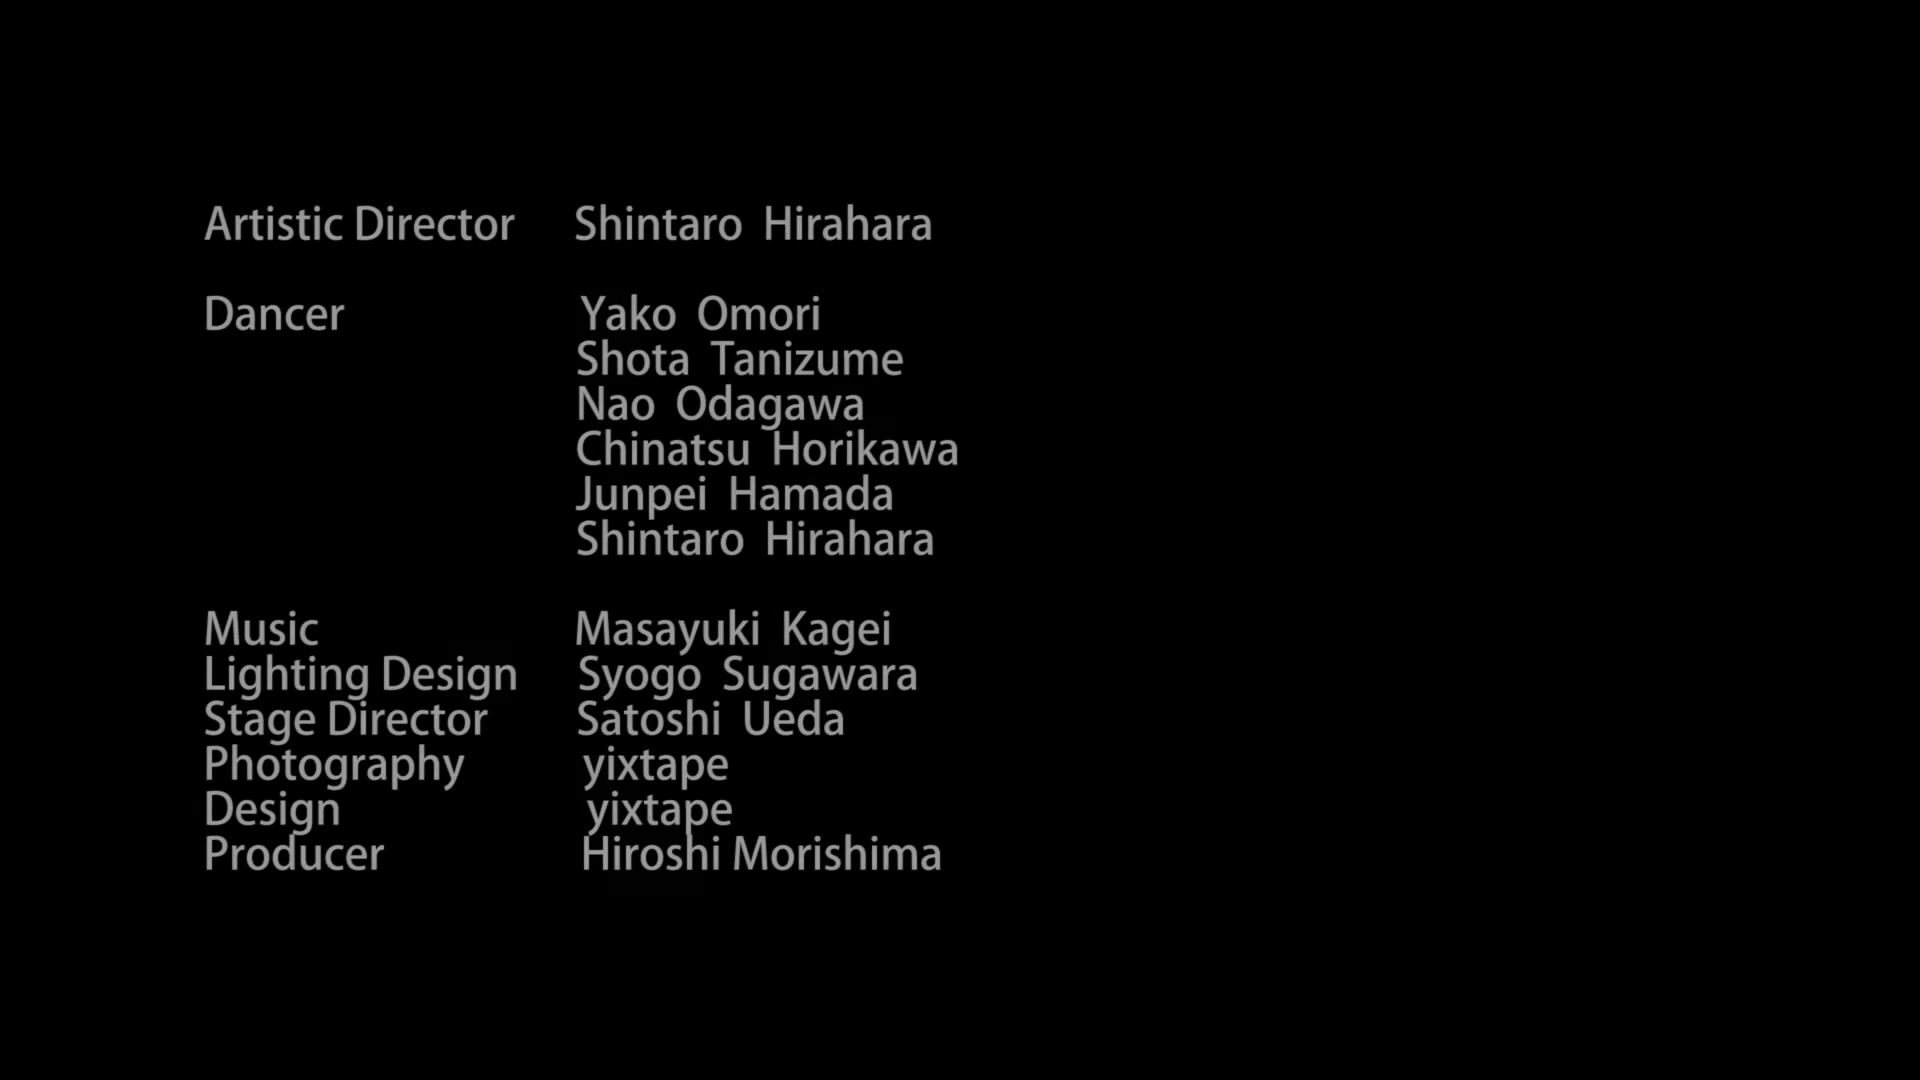 Artistic Director Shintaro Hirahara
Dancer Yako Omori
Shota Tanizume
Nao Odagawa
Chinatsu Horikawa
Junpei Hamada
Shintaro Hirahara
Music Masayuki Kagei
Lighting Design Syogo Sugawara
Stage Director Satoshi Ueda
Photography yixtape
Design yixtape
Producer Hiroshi Morishima